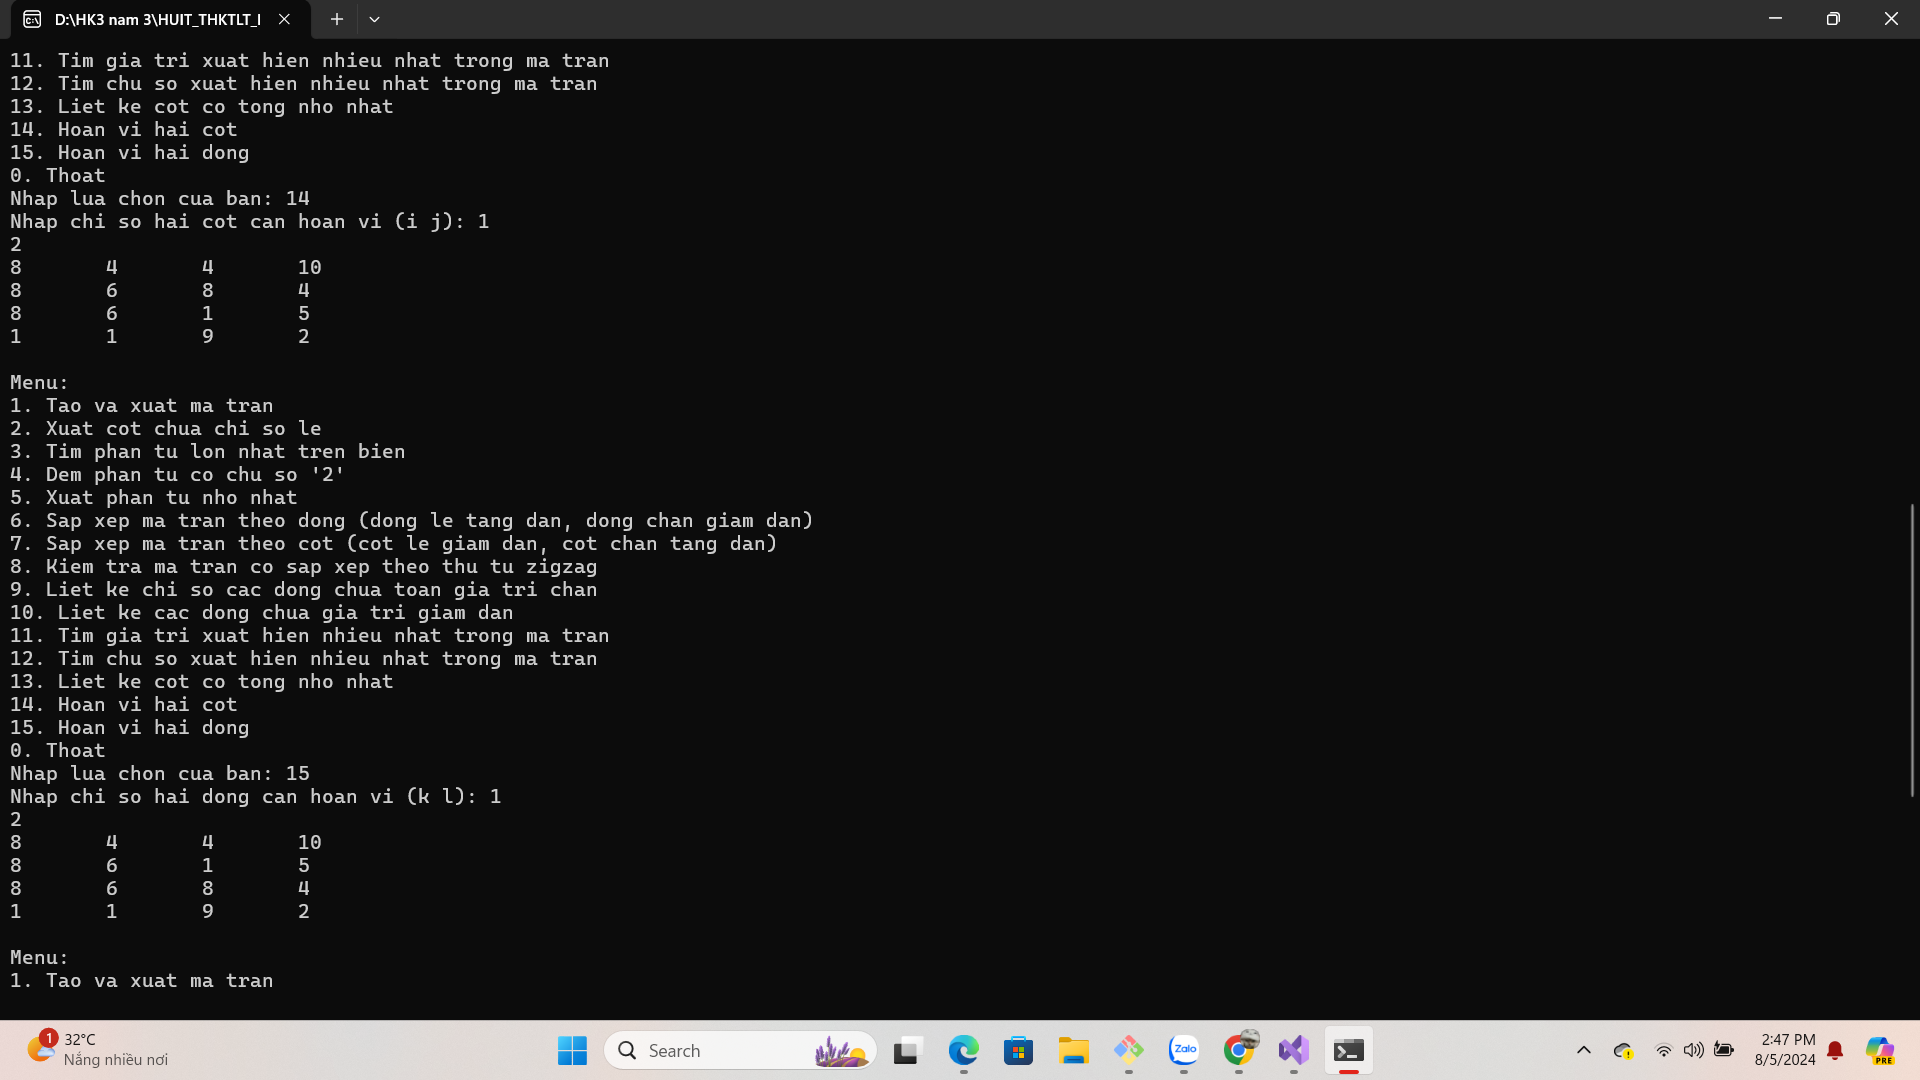 D:\HK3 nam 3\HUIT_THKTLT_I
11. Tim gia tri xuat hien nhieu nhat trong ma tran
12. Tim chu so xuat hien nhieu nhat trong ma tran
13. Liet ke cot co tong nho nhat
14. Hoan vi hai cot
15. Hoan vi hai dong
0. Thoat
Nhap lua chon cua ban: 14
Nhap chi so hai cot can hoan vi (i j): 1
2
8 4 4 10
8 6 8 4
8 6 1 5
1 1 9 2
Menu:
1. Tao va xuat ma tran
2. Xuat cot chua chi so le
3. Tim phan tu lon nhat tren bien
4. Dem phan tu co chu so '2'
5. Xuat phan tu nho nhat
6. Sap xep ma tran theo dong (dong le tang dan, dong chan giam dan)
7. Sap xep ma tran theo cot (cot le giam dan, cot chan tang dan)
8. Kiem tra ma tran co sap xep theo thu tu zigzag
9. Liet ke chi so cac dong chua toan gia tri chan
10. Liet ke cac dong chua gia tri giam dan
11. Tim gia tri xuat hien nhieu nhat trong ma tran
12. Tim chu so xuat hien nhieu nhat trong ma tran
13. Liet ke cot co tong nho nhat
14. Hoan vi hai cot
15. Hoan vi hai dong
0. Thoat
Nhap lua chon cua ban: 15
Nhap chi so hai dong can hoan vi (k l): 1
2
8 4 4 10
8 6 1 5
8 6 8 4
1 1 9 2
Menu:
1. Tao va xuat ma tran
1
32°C
Nắng nhiều nơi
Search
Zalo
2:47 PM
8/5/2024
PRE